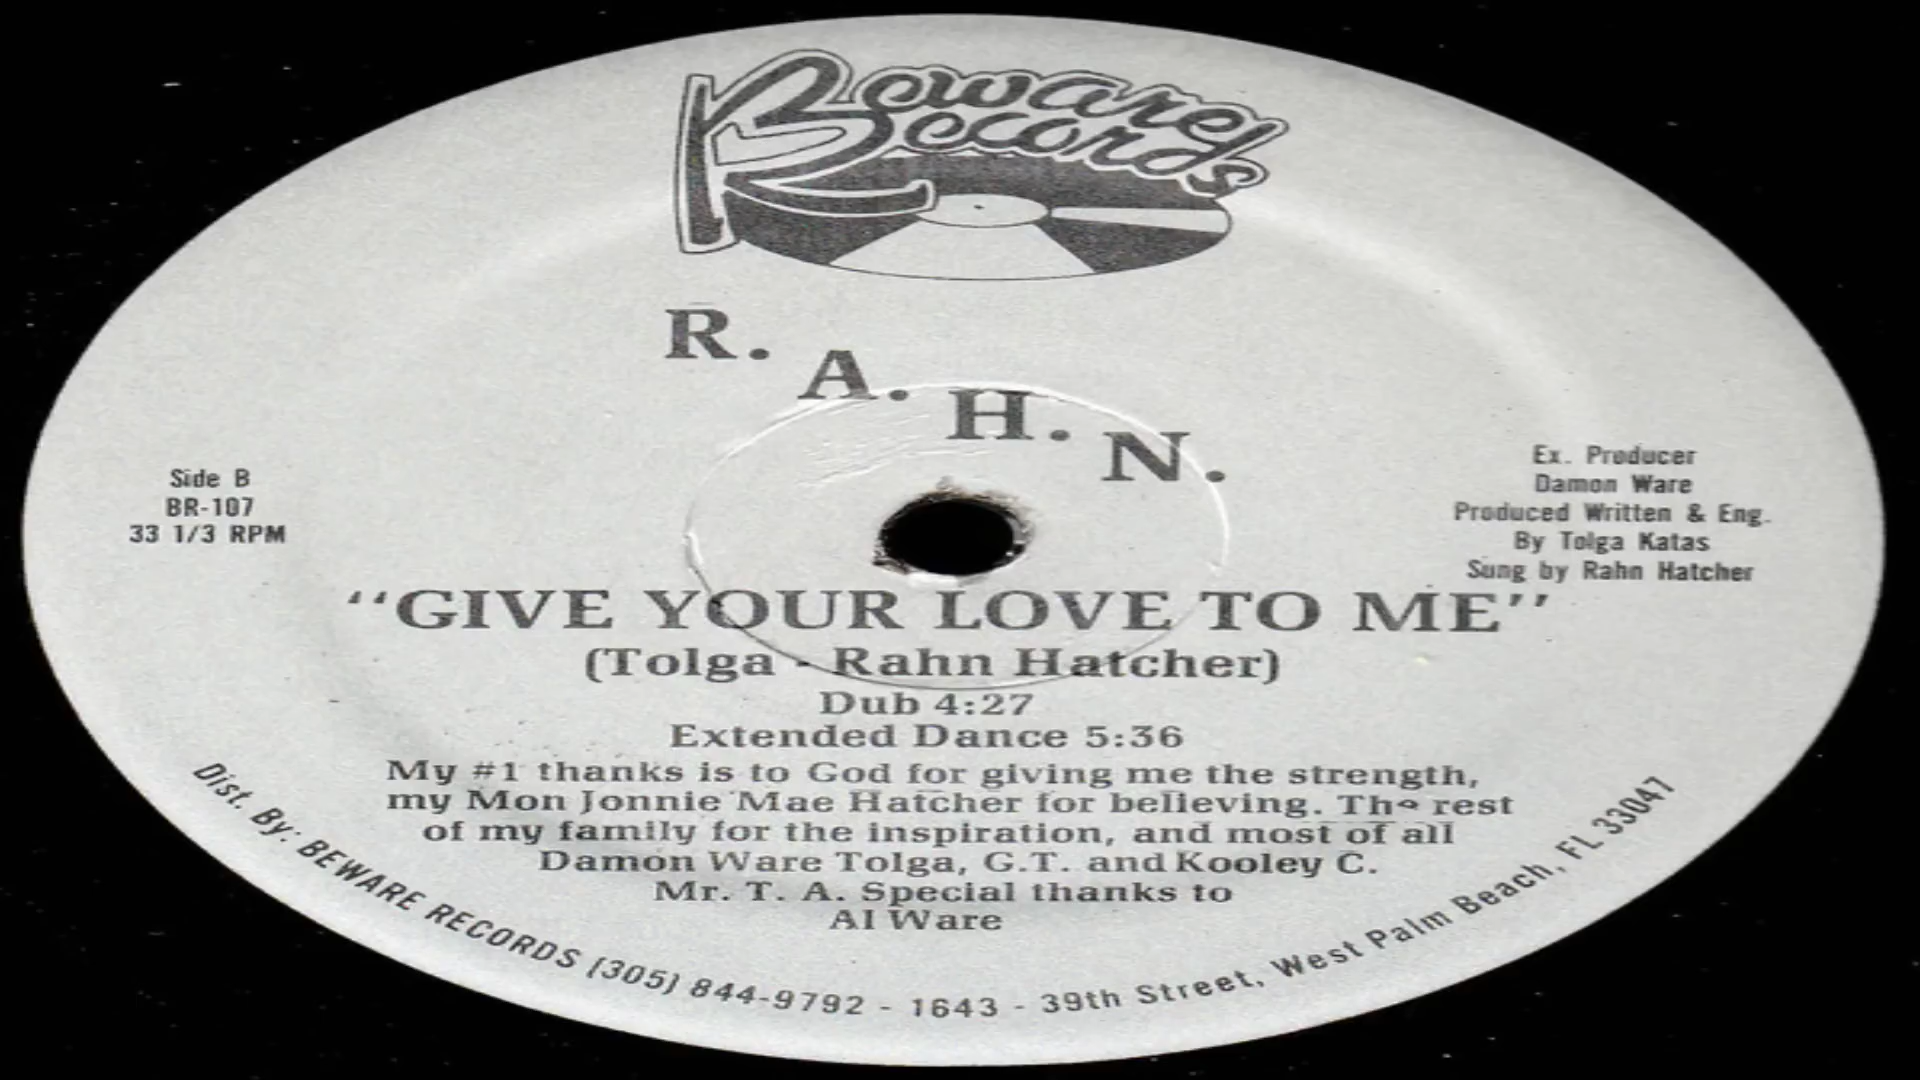 Beware Records
R. A. H. N.
Side B
BR-107
33 1/3 RPM
Ex. Producer
Damon Ware
Produced Written & Eng.
By Tolga Katas
Sung by Rahn Hatcher
‘‘GIVE YOUR LOVE TO ME’’
(Tolga - Rahn Hatcher)
Dub 4:27
Extended Dance 5:36
My #1 thanks is to God for giving me the strength,
my Mon Jonnie Mae Hatcher for believing. The rest
of my family for the inspiration, and most of all
Damon Ware Tolga, G.T. and Kooley C.
Mr. T. A. Special thanks to
Al Ware
Dist. By: BEWARE RECORDS (305) 844-9792 - 1643 - 39th Street, West Palm Beach, FL 33047